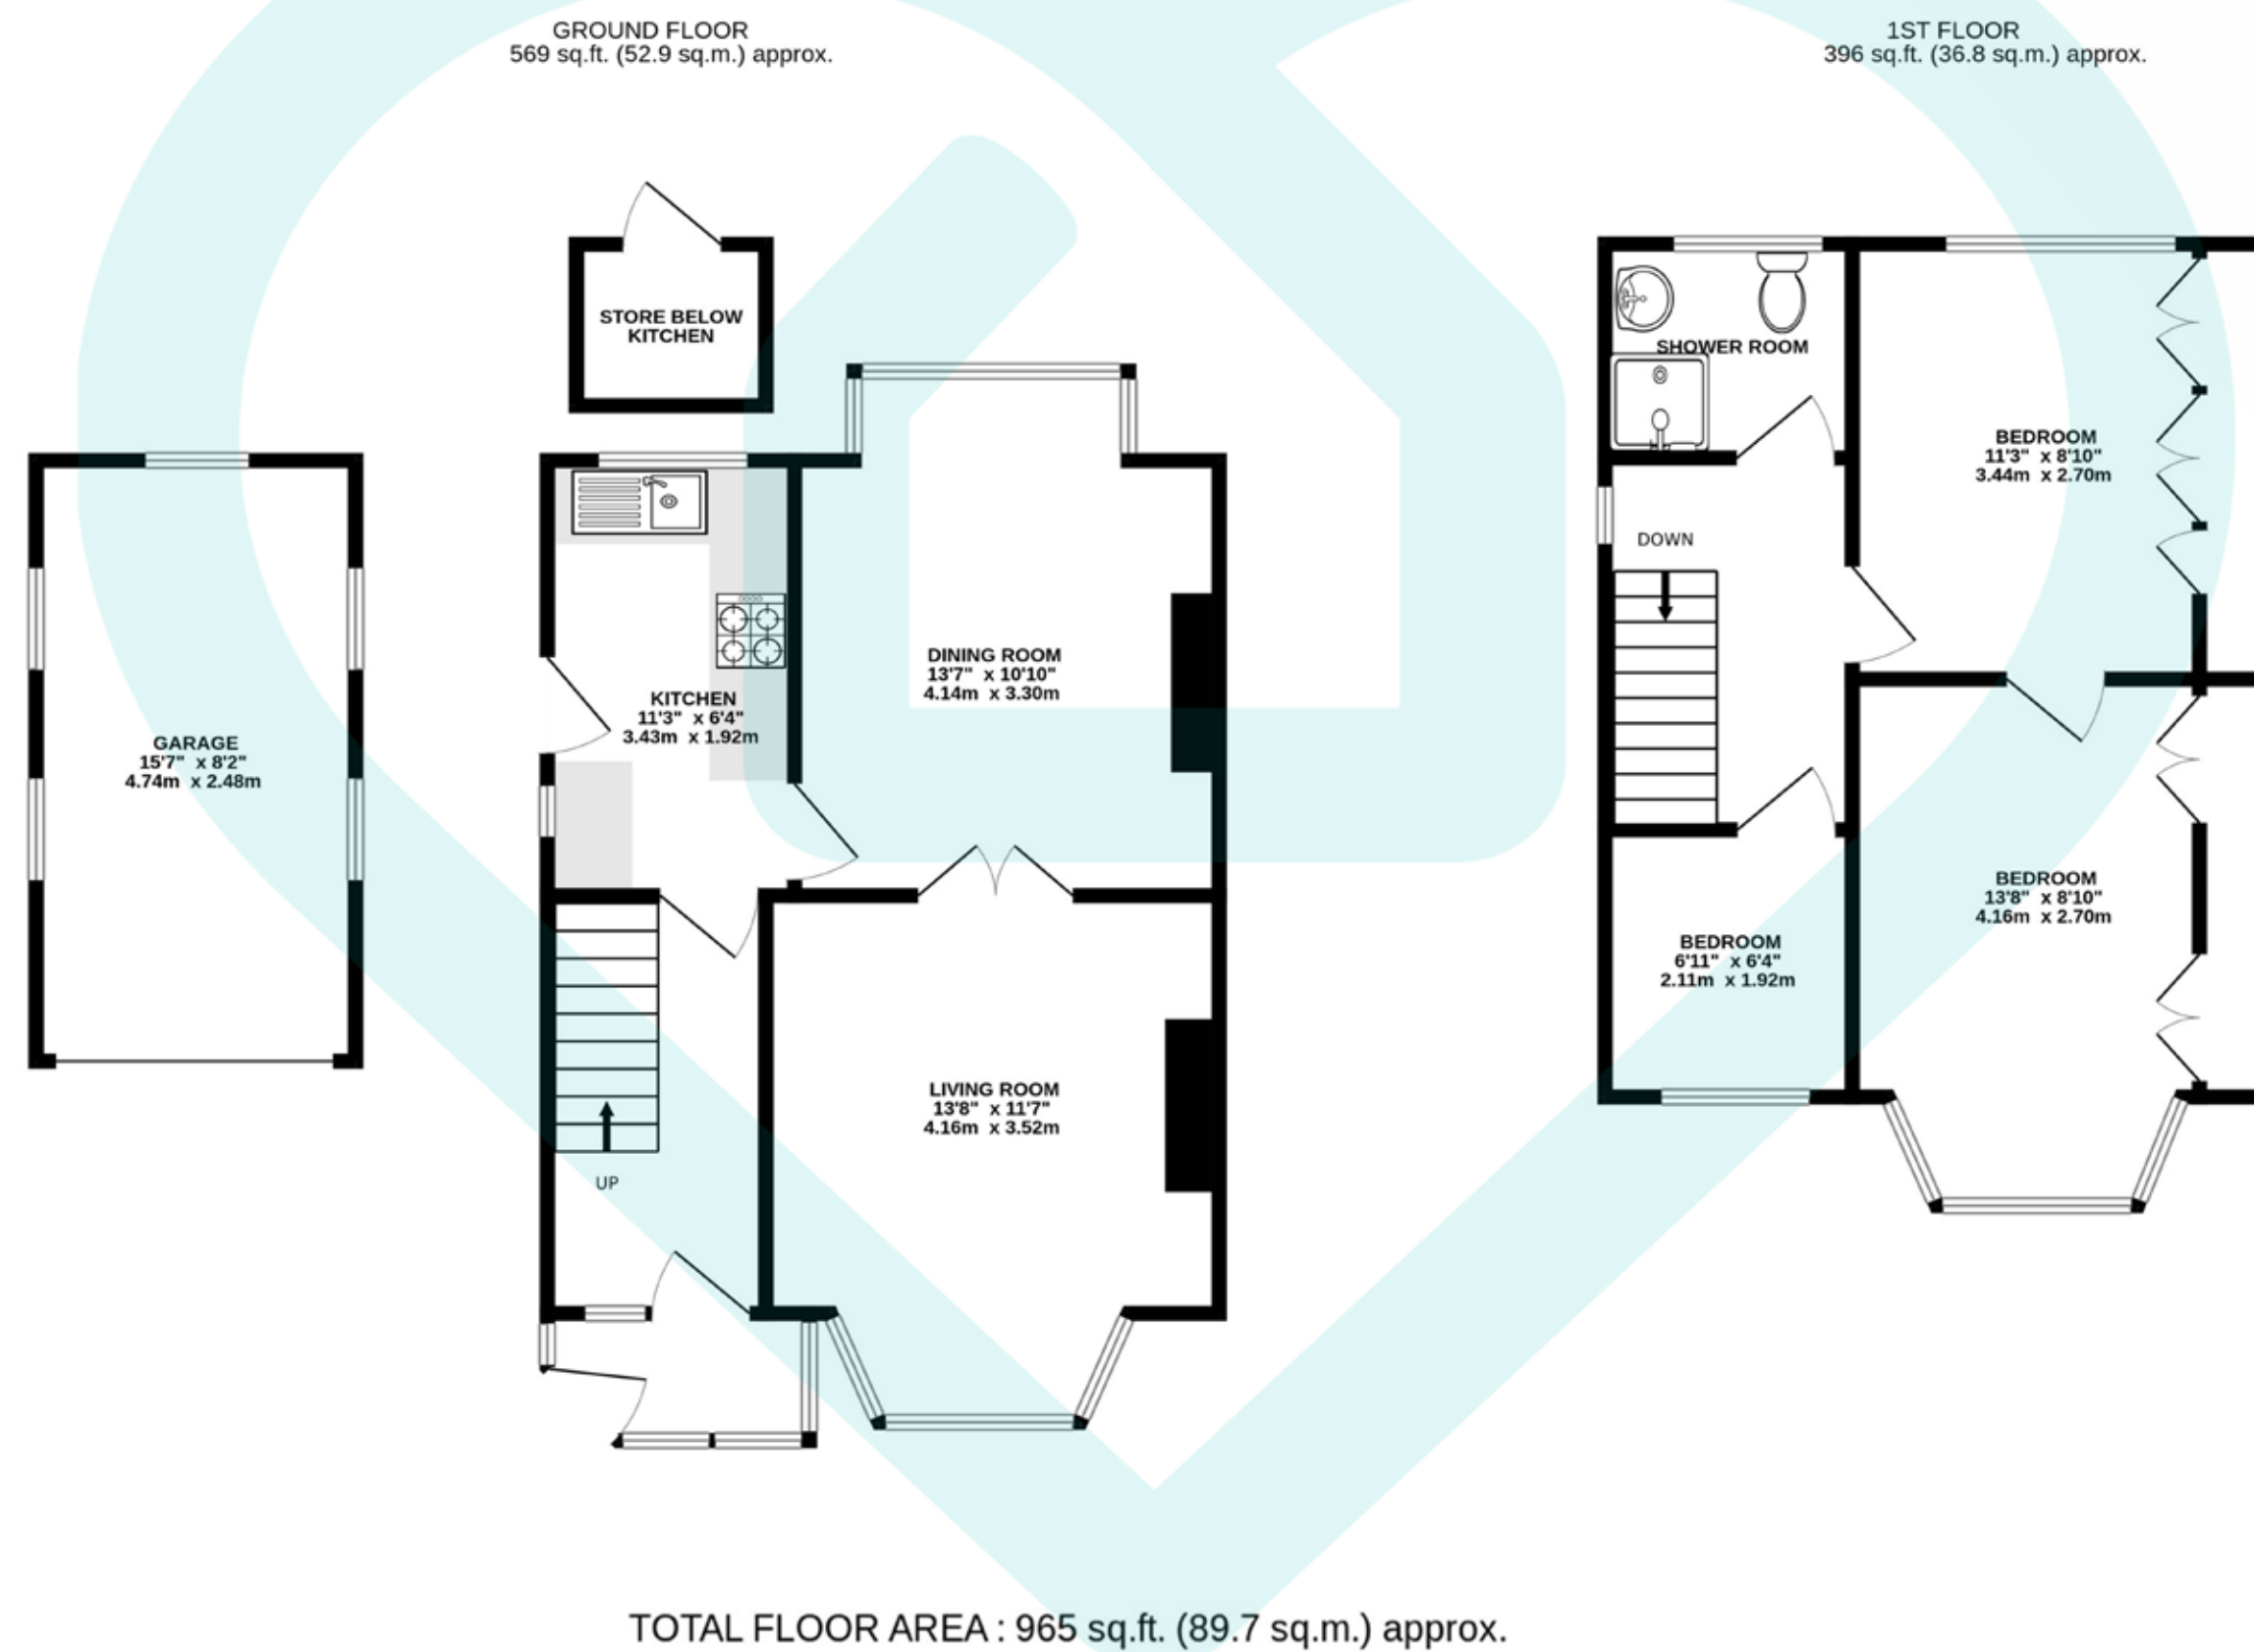 GROUND FLOOR
569 sq.ft. (52.9 sq.m.) approx.
1ST FLOOR
396 sq.ft. (36.8 sq.m.) approx.
STORE BELOW
KITCHEN
GARAGE
15'7" x 8'2"
4.74m x 2.48m
KITCHEN
11'3" x 6'4"
3.43m x 1.92m
DINING ROOM
13'7" x 10'10"
4.14m x 3.30m
LIVING ROOM
13'8" x 11'7"
4.16m x 3.52m
UP
SHOWER ROOM
DOWN
BEDROOM
11'3" x 8'10"
3.44m x 2.70m
BEDROOM
13'8" x 8'10"
4.16m x 2.70m
BEDROOM
6'11" x 6'4"
2.11m x 1.92m
TOTAL FLOOR AREA : 965 sq.ft. (89.7 sq.m.) approx.